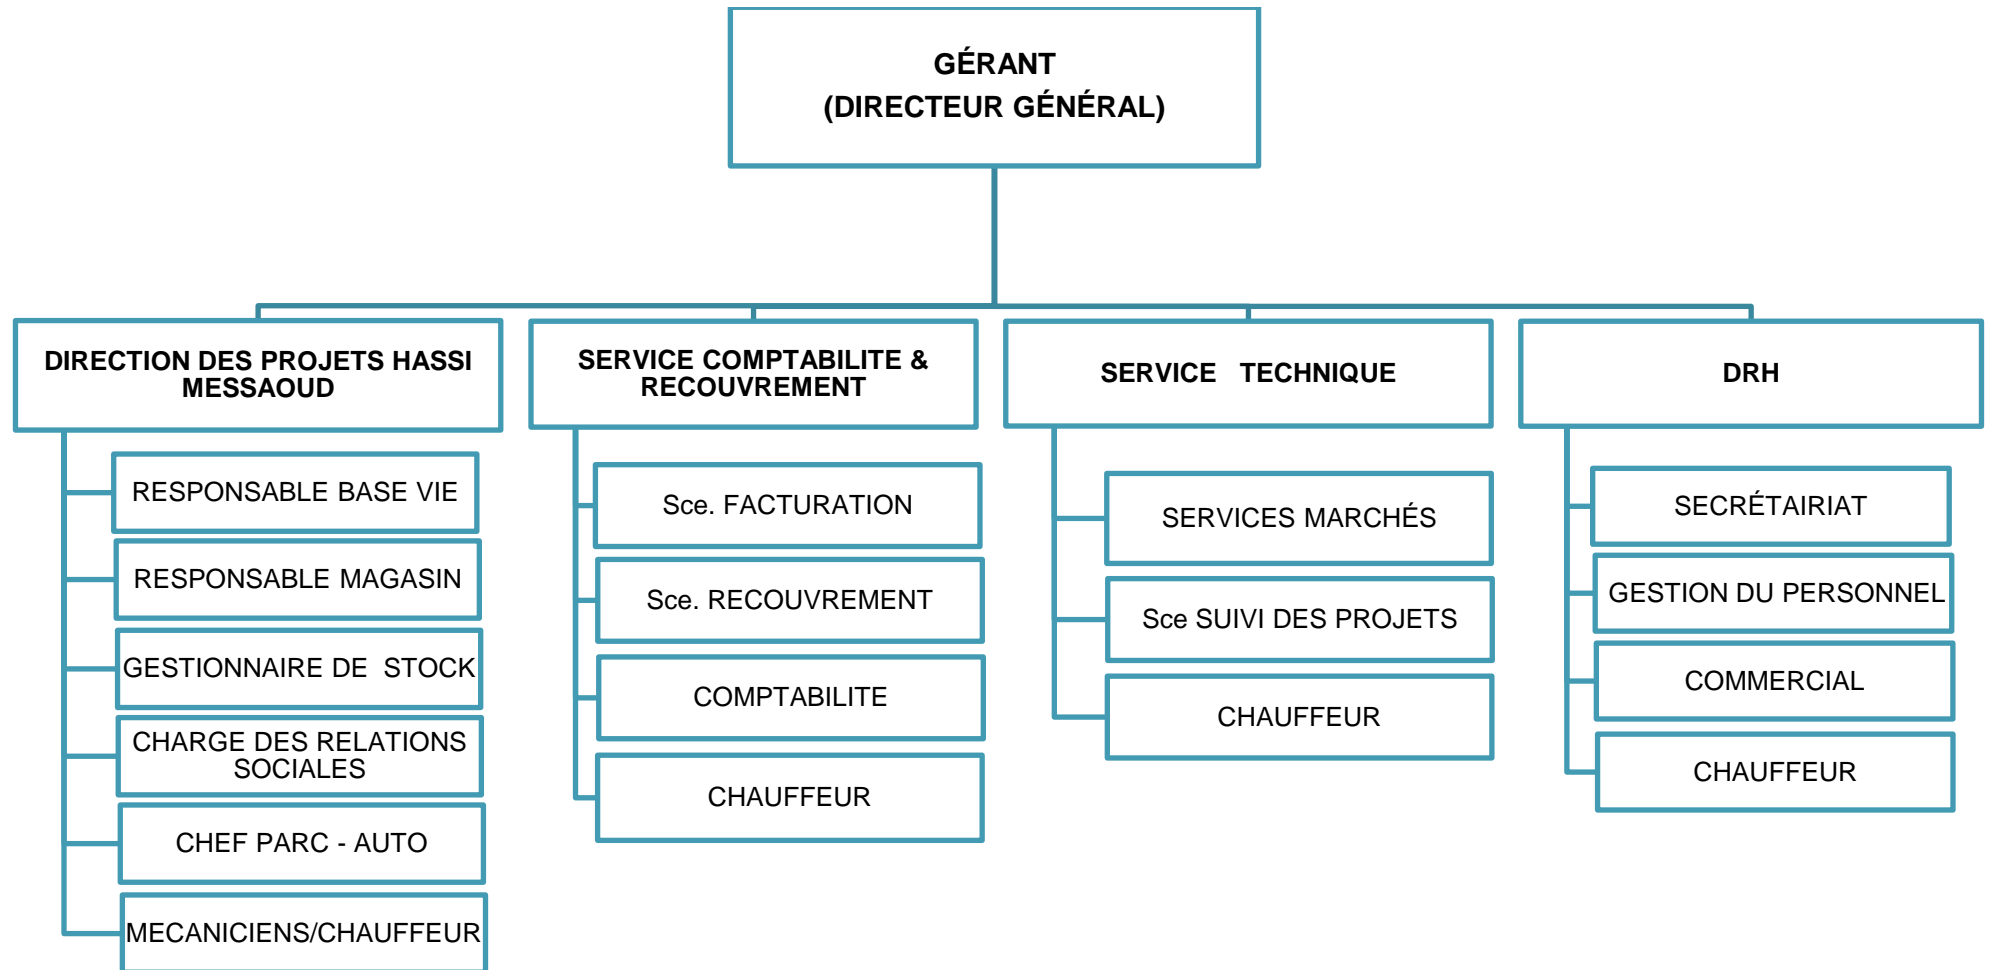 GÉRANT
(DIRECTEUR GÉNÉRAL)
DIRECTION DES PROJETS HASSI
MESSAOUD
RESPONSABLE BASE VIE
RESPONSABLE MAGASIN
GESTIONNAIRE DE STOCK
CHARGE DES RELATIONS
SOCIALES
CHEF PARC - AUTO
MECANICIENS/CHAUFFEUR
SERVICE COMPTABILITE &
RECOUVREMENT
Sce. FACTURATION
Sce. RECOUVREMENT
COMPTABILITE
CHAUFFEUR
SERVICE TECHNIQUE
SERVICES MARCHÉS
Sce SUIVI DES PROJETS
CHAUFFEUR
DRH
SECRÉTAIRIAT
GESTION DU PERSONNEL
COMMERCIAL
CHAUFFEUR